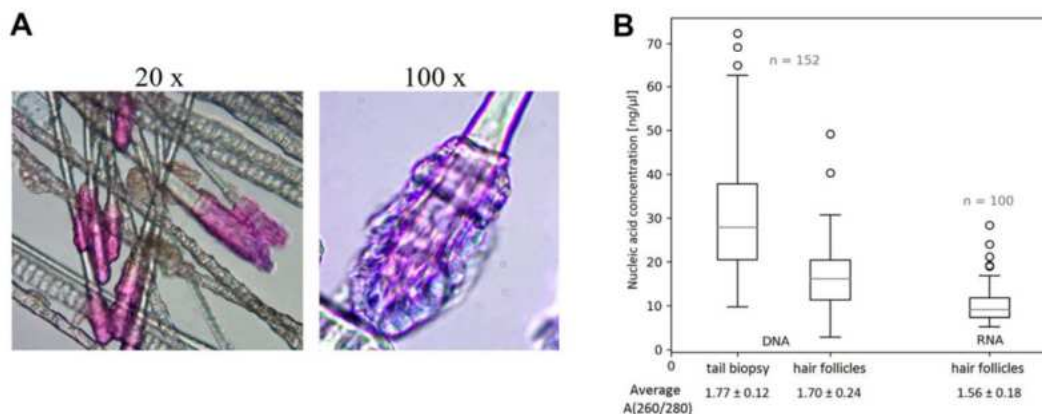 A
20 x
100 x
B
Nucleic acid concentration [ng/µl]
70
60
50
40
30
20
10
0
n = 152
n = 100
DNA
RNA
0
tail biopsy
hair follicles
hair follicles
Average
A(260/280)
1.77 ± 0.12
1.70 ± 0.24
1.56 ± 0.18